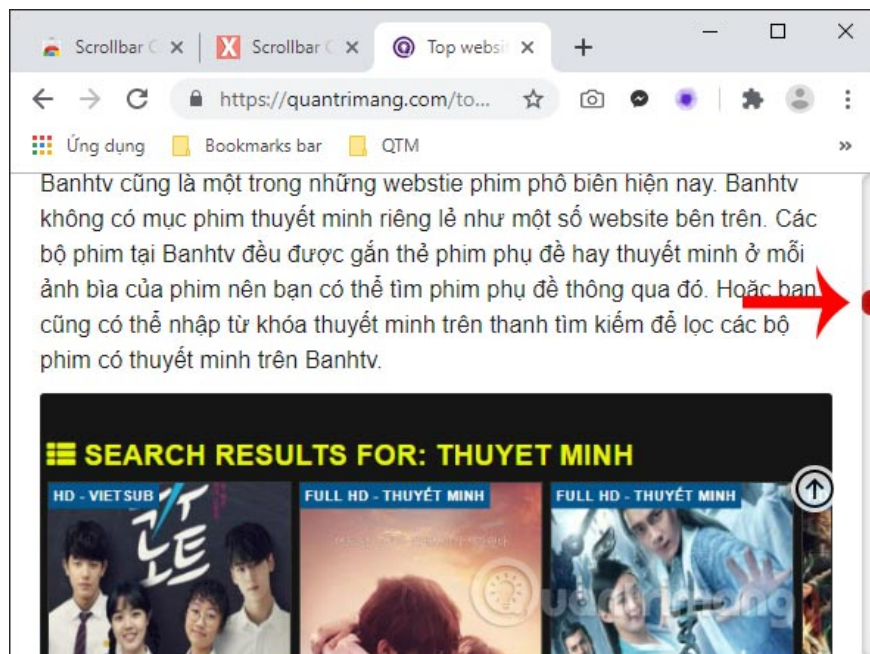 Scrollbar C
Scrollbar C
Top websi
https://quantrimang.com/to...
Ứng dụng
Bookmarks bar
QTM
Banhtv cũng là một trong những webstie phim phổ biến hiện nay. Banhtv
không có mục phim thuyết minh riêng lẻ như một số website bên trên. Các
bộ phim tại Banhtv đều được gắn thẻ phim phụ đề hay thuyết minh ở mỗi
ảnh bìa của phim nên bạn có thể tìm phim phụ đề thông qua đó. Hoặc bạn
cũng có thể nhập từ khóa thuyết minh trên thanh tìm kiếm để lọc các bộ
phim có thuyết minh trên Banhtv.
SEARCH RESULTS FOR: THUYET MINH
HD - VIETSUB
FULL HD - THUYẾT MINH
FULL HD - THUYẾT MINH
노트
Quantrimang